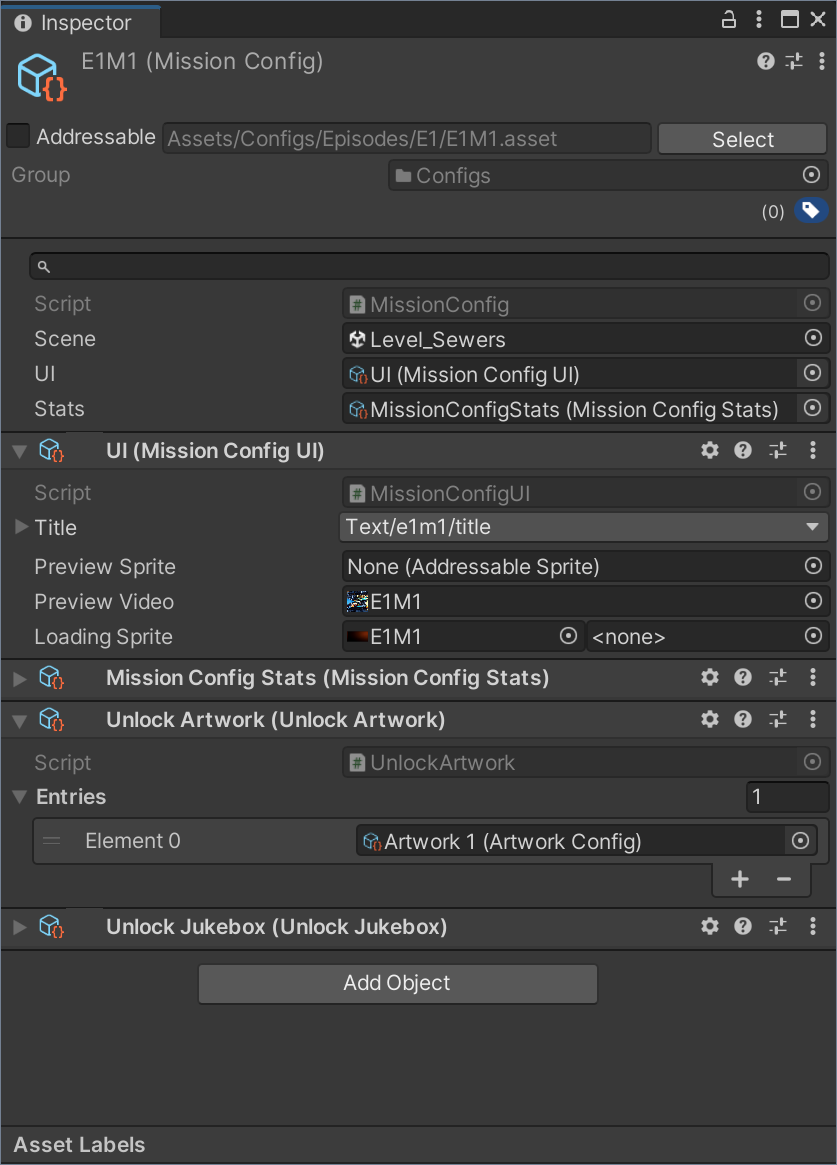 Inspector
E1M1 (Mission Config)
Addressable Assets/Configs/Episodes/E1/E1M1.asset Select
Group Configs
(0)
Script # MissionConfig
Scene Level_Sewers
UI UI (Mission Config UI)
Stats MissionConfigStats (Mission Config Stats)
UI (Mission Config UI)
Script # MissionConfigUI
Title Text/e1m1/title
Preview Sprite None (Addressable Sprite)
Preview Video E1M1
Loading Sprite E1M1 <none>
Mission Config Stats (Mission Config Stats)
Unlock Artwork (Unlock Artwork)
Script # UnlockArtwork
Entries 1
Element 0 Artwork 1 (Artwork Config)
+ −
Unlock Jukebox (Unlock Jukebox)
Add Object
Asset Labels